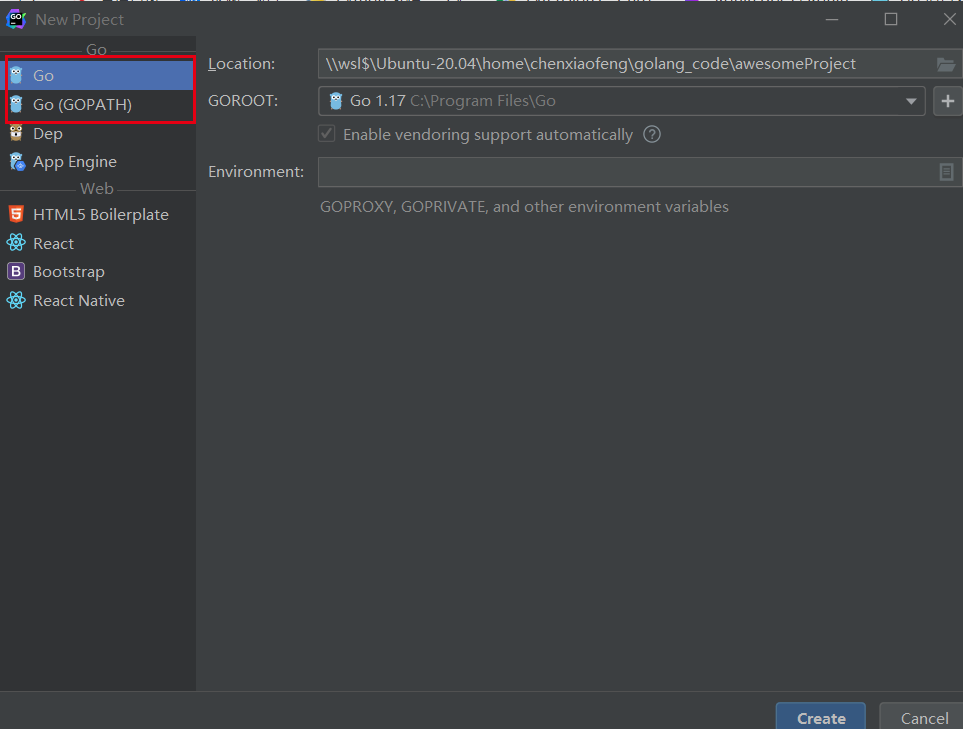 New Project
Go
Go
Go (GOPATH)
Dep
App Engine
Web
HTML5 Boilerplate
React
Bootstrap
React Native
Location: \\wsl$\Ubuntu-20.04\home\chenxiaofeng\golang_code\awesomeProject
GOROOT: Go 1.17 C:\Program Files\Go
Enable vendoring support automatically
Environment:
GOPROXY, GOPRIVATE, and other environment variables
Create Cancel